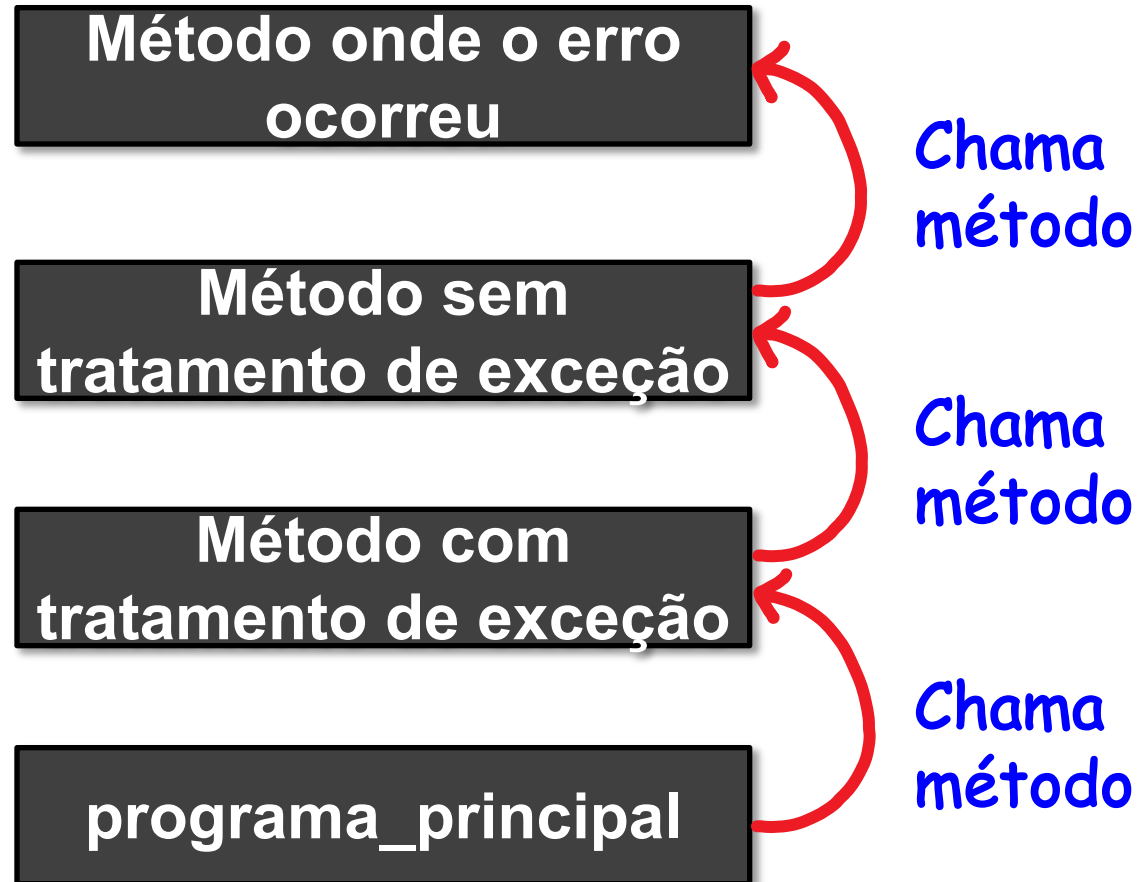 Método onde o erro
ocorreu
Chama
método
Método sem
tratamento de exceção
Chama
método
Método com
tratamento de exceção
Chama
método
programa_principal